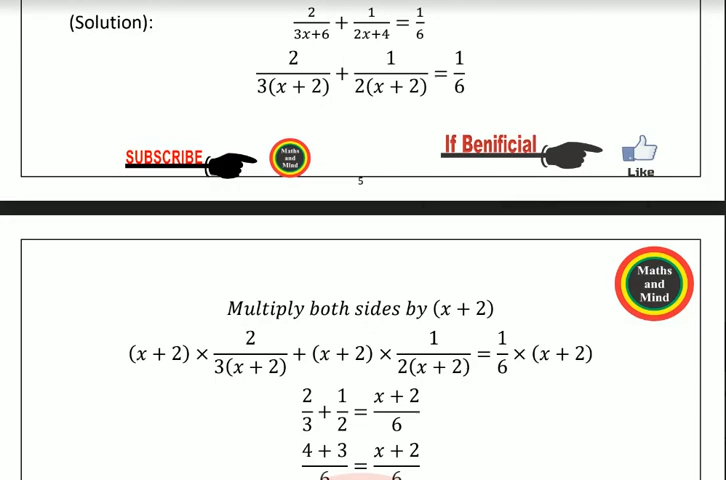 (Solution): 2/3x+6 + 1/2x+4 = 1/6
2/3(x + 2) + 1/2(x + 2) = 1/6
SUBSCRIBE
Maths
and
Mind
If Benificial
Like
5
Maths
and
Mind
Multiply both sides by (x + 2)
(x + 2) × 2/3(x + 2) + (x + 2) × 1/2(x + 2) = 1/6 × (x + 2)
2/3 + 1/2 = x + 2/6
4 + 3/6 = x + 2/6